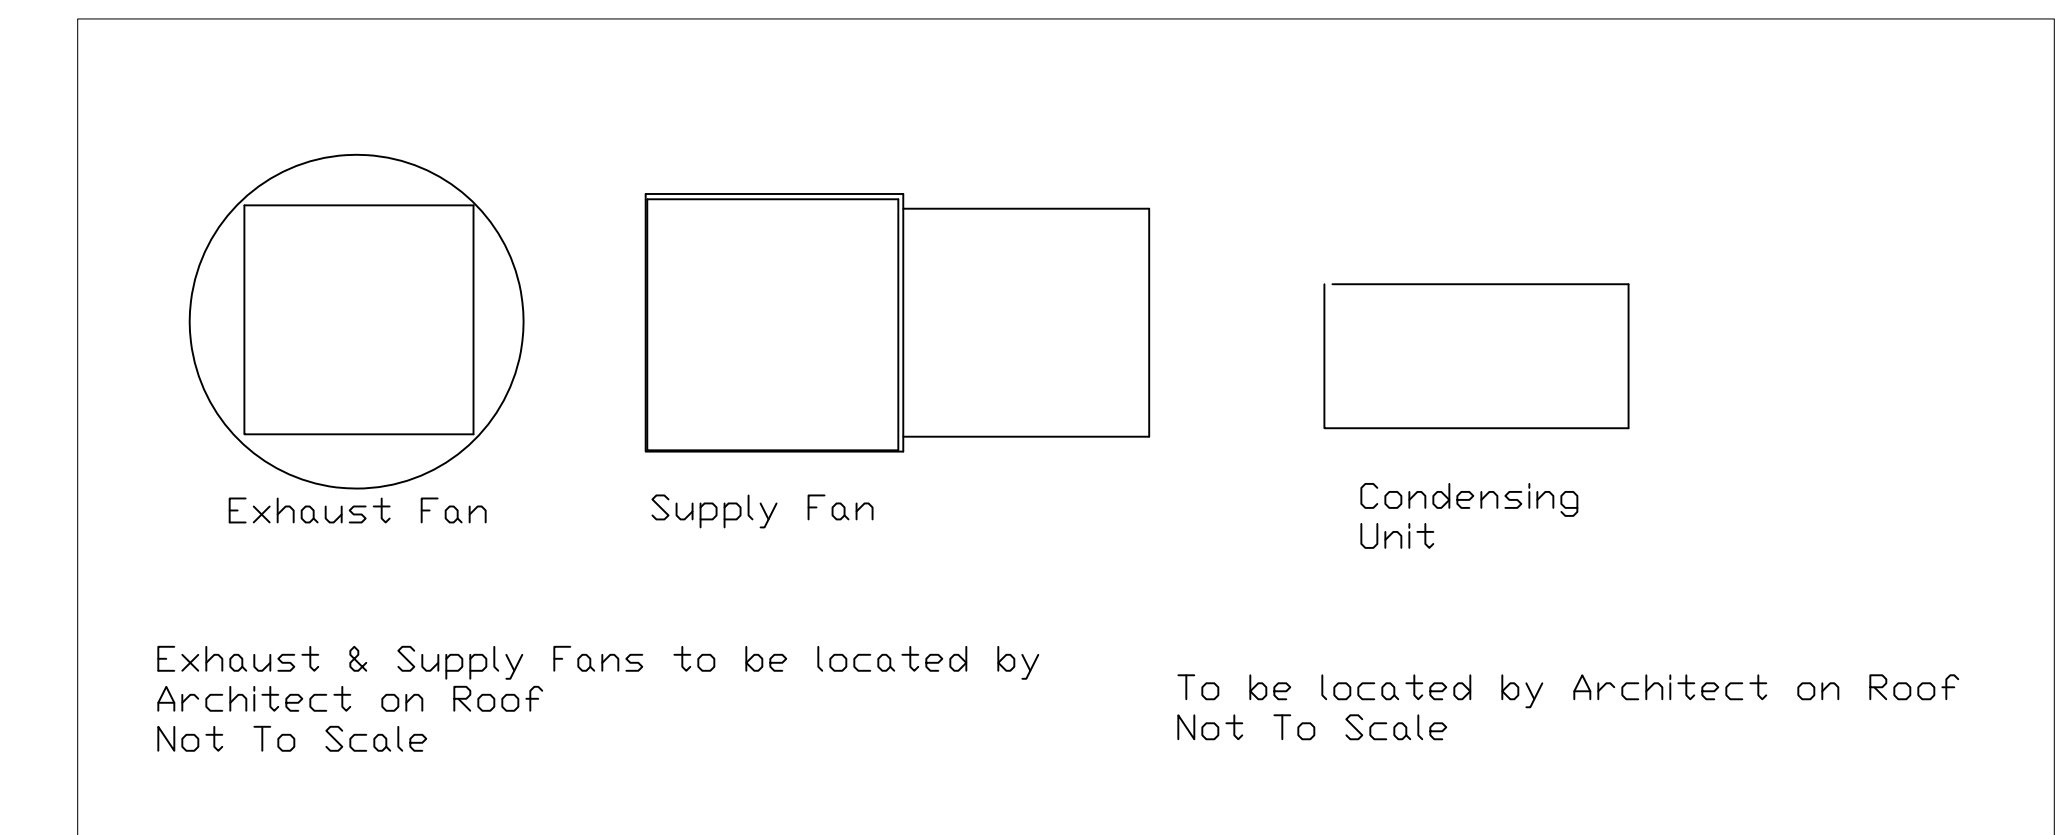 Exhaust Fan
Supply Fan
Condensing
Unit
Exhaust & Supply Fans to be located by
Architect on Roof
Not To Scale
To be located by Architect on Roof
Not To Scale